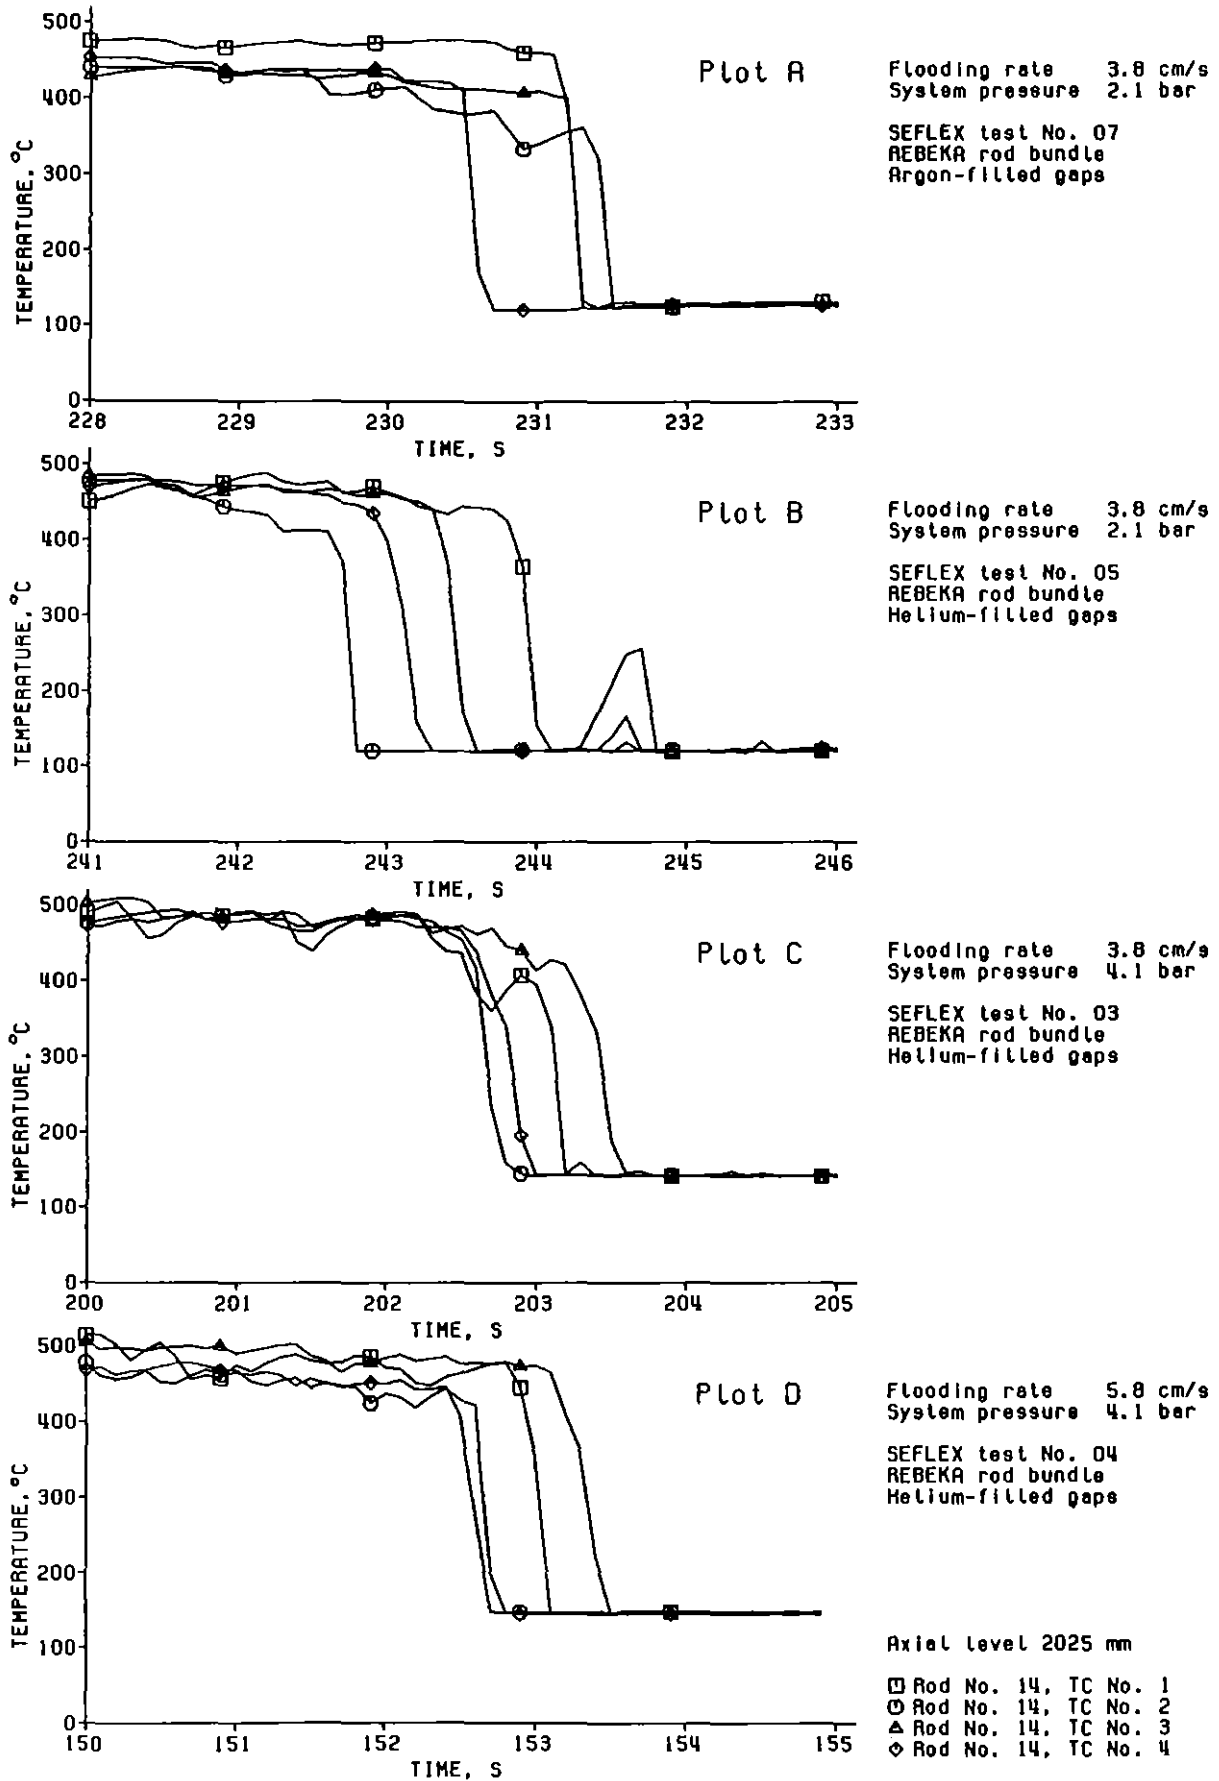 500
400
300
200
100
0
TEMPERATURE, °C
228 229 230 231 232 233
TIME, S
Plot A
Flooding rate 3.8 cm/s
System pressure 2.1 bar
SEFLEX test No. 07
REBEKA rod bundle
Argon-filled gaps
500
400
300
200
100
0
TEMPERATURE, °C
241 242 243 244 245 246
TIME, S
Plot B
Flooding rate 3.8 cm/s
System pressure 2.1 bar
SEFLEX test No. 05
REBEKA rod bundle
Helium-filled gaps
500
400
300
200
100
0
TEMPERATURE, °C
200 201 202 203 204 205
TIME, S
Plot C
Flooding rate 3.8 cm/s
System pressure 4.1 bar
SEFLEX test No. 03
REBEKA rod bundle
Helium-filled gaps
500
400
300
200
100
0
TEMPERATURE, °C
150 151 152 153 154 155
TIME, S
Plot D
Flooding rate 5.8 cm/s
System pressure 4.1 bar
SEFLEX test No. 04
REBEKA rod bundle
Helium-filled gaps
Axial level 2025 mm
Rod No. 14, TC No. 1
Rod No. 14, TC No. 2
Rod No. 14, TC No. 3
Rod No. 14, TC No. 4